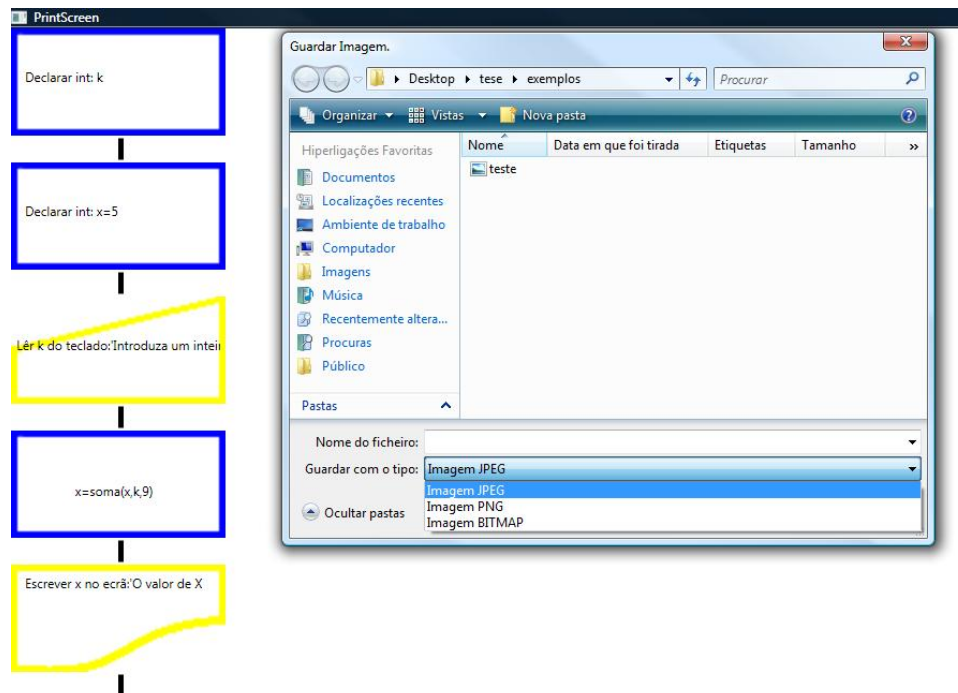 PrintScreen
Declarar int: k
Declarar int: x=5
Lêr k do teclado:'Introduza um inteir
x=soma(x,k,9)
Escrever x no ecrã:'O valor de X
Guardar Imagem.
Desktop tese exemplos
Procurar
Organizar Vistas Nova pasta
Hiperligações Favoritas
Documentos
Localizações recentes
Ambiente de trabalho
Computador
Imagens
Música
Recentemente altera...
Procuras
Público
Pastas
Nome Data em que foi tirada Etiquetas Tamanho »
teste
Nome do ficheiro:
Guardar com o tipo: Imagem JPEG
Imagem JPEG
Imagem PNG
Imagem BITMAP
Ocultar pastas